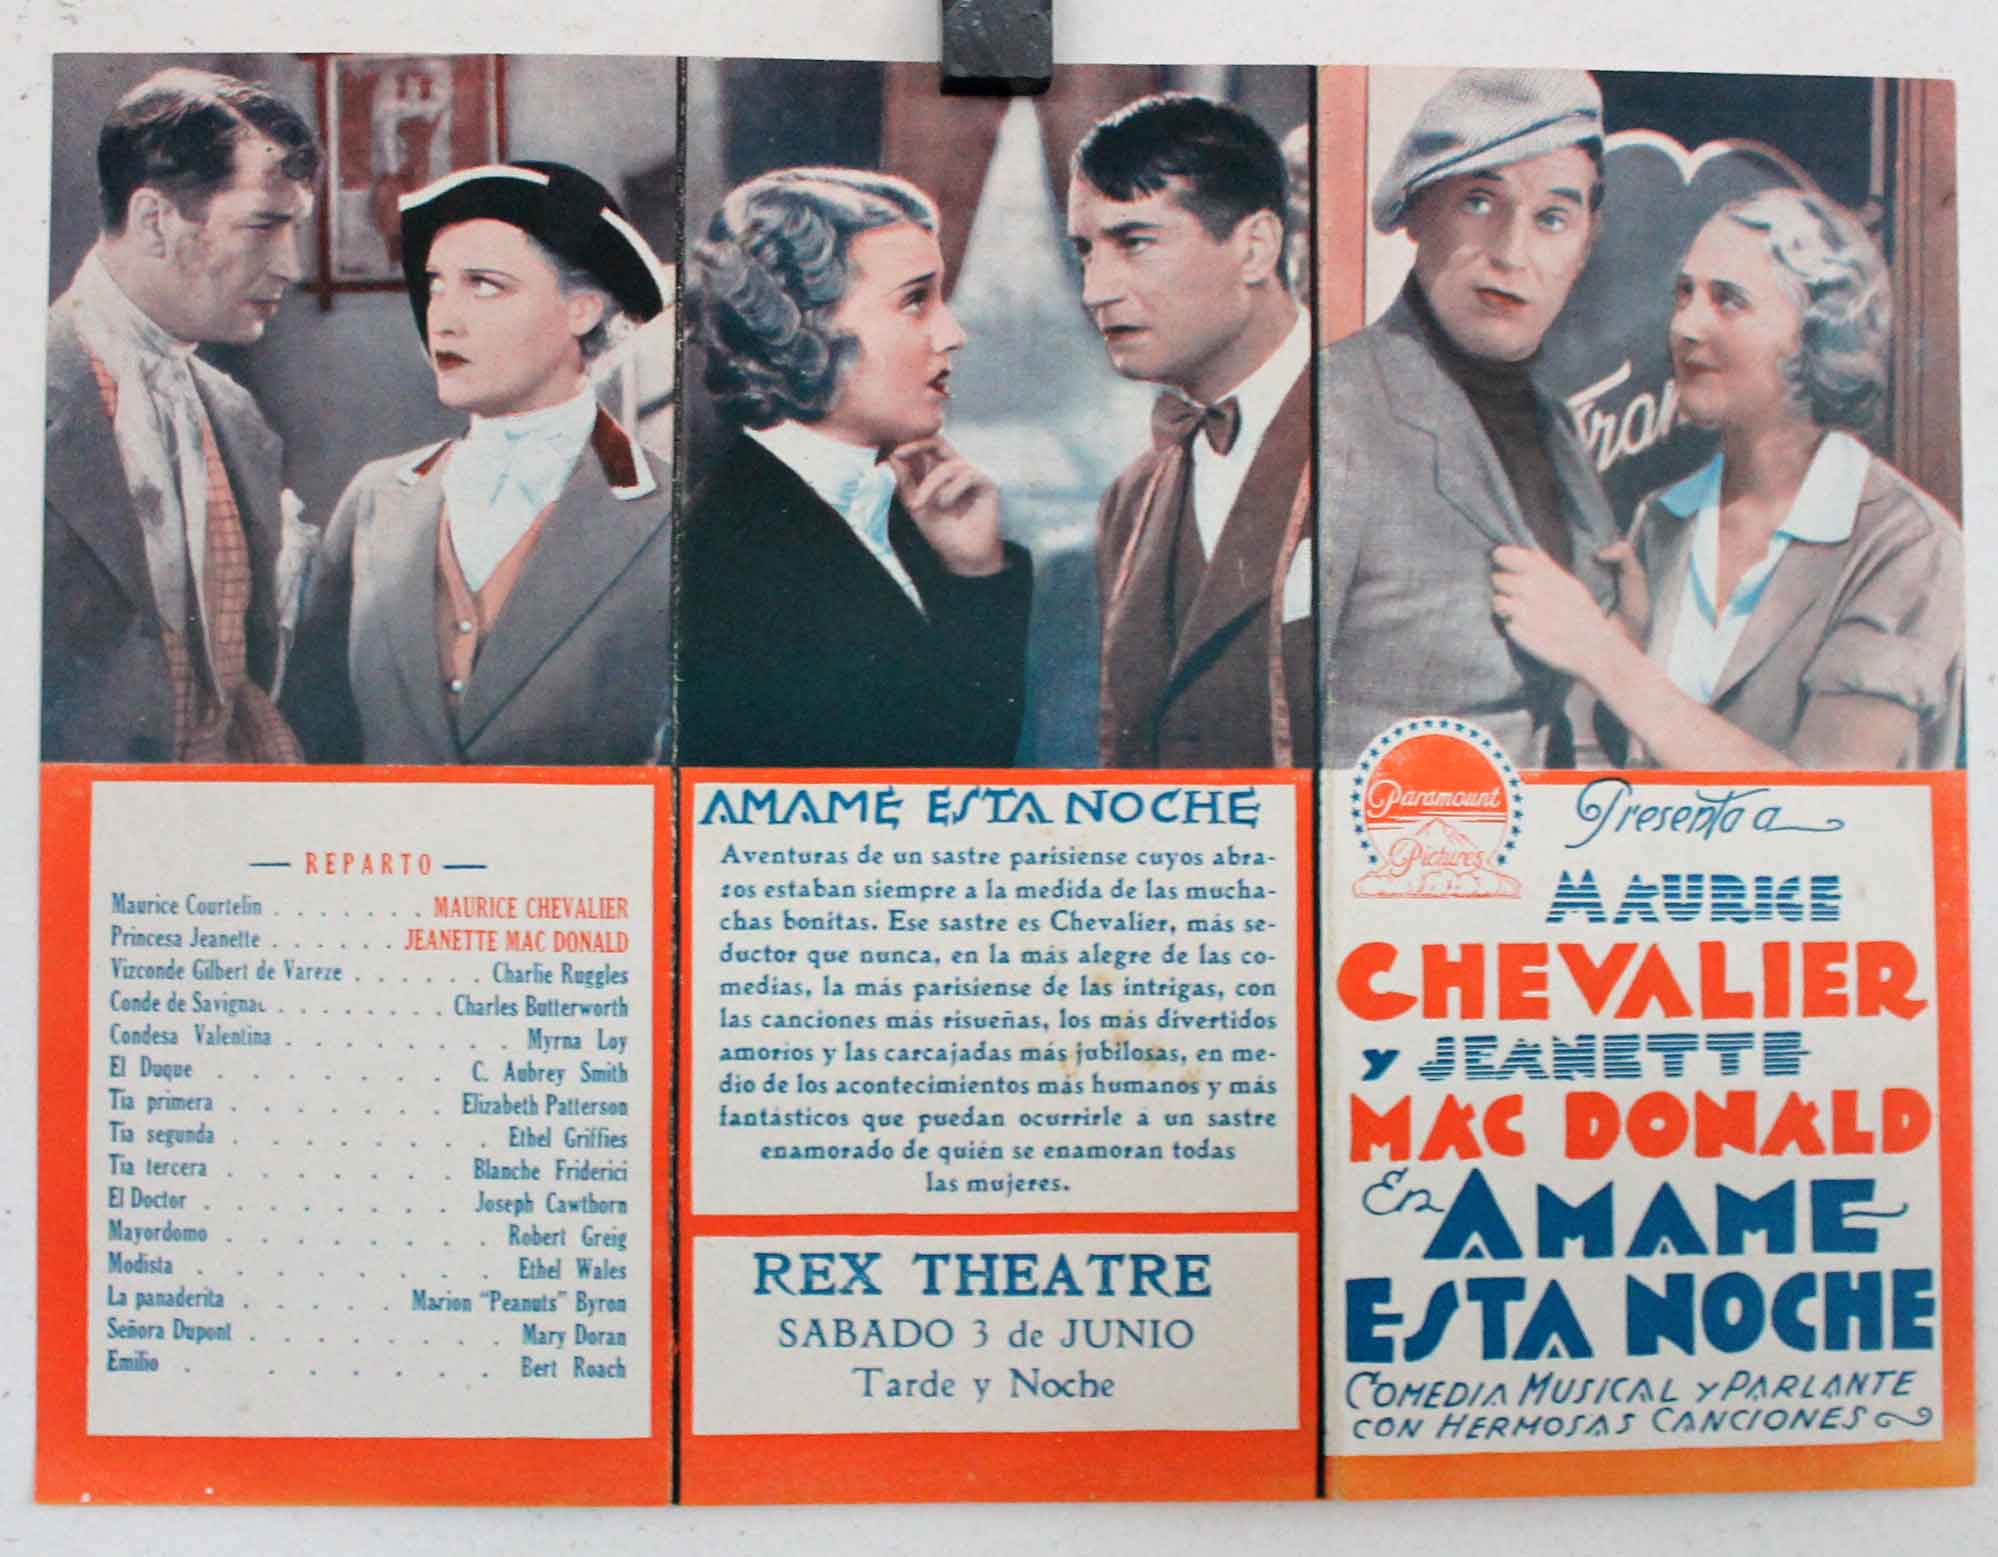 Fran
— REPARTO —
Maurice Courtelin . . . . . . . MAURICE CHEVALIER
Princesa Jeanette . . . . . . JEANETTE MAC DONALD
Vizconde Gilbert de Vareze . . . . . . Charlie Ruggles
Conde de Savignac . . . . . . . . Charles Butterworth
Condesa Valentina . . . . . . . . Myrna Loy
El Duque . . . . . . . C. Aubrey Smith
Tia primera . . . . . . . Elizabeth Patterson
Tia segunda . . . . . . . . Ethel Griffies
Tia tercera . . . . . . . Blanche Friderici
El Doctor . . . . . . . . Joseph Cawthorn
Mayordomo . . . . . . . . Robert Greig
Modista . . . . . . . . Ethel Wales
La panaderita . . . . . Marion "Peanuts" Byron
Señora Dupont . . . . . . . . Mary Doran
Emilio . . . . . . . . Bert Roach
AMAME ESTA NOCHE
Aventuras de un sastre parisiense cuyos abra-
zos estaban siempre a la medida de las mucha-
chas bonitas. Ese sastre es Chevalier, más se-
ductor que nunca, en la más alegre de las co-
medias, la más parisiense de las intrigas, con
las canciones más risueñas, los más divertidos
amorios y las carcajadas más jubilosas, en me-
dio de los acontecimientos más humanos y más
fantásticos que puedan ocurrirle á un sastre
enamorado de quién se enamoran todas
las mujeres.
REX THEATRE
SABADO 3 de JUNIO
Tarde y Noche
Paramount
Pictures
Presenta a
MAURICE
CHEVALIER
y JEANETTE
MAC DONALD
En AMAME
ESTA NOCHE
COMEDIA MUSICAL y PARLANTE
CON HERMOSAS CANCIONES